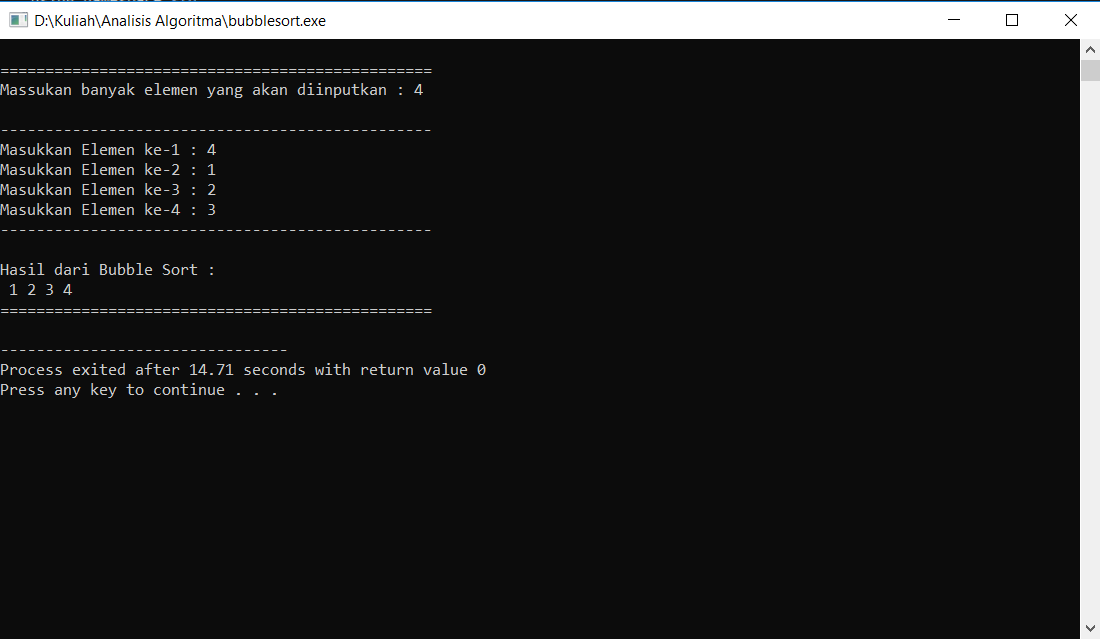 D:\Kuliah\Analisis Algoritma\bubblesort.exe
================================================
Massukan banyak elemen yang akan diinputkan : 4
------------------------------------------------
Masukkan Elemen ke-1 : 4
Masukkan Elemen ke-2 : 1
Masukkan Elemen ke-3 : 2
Masukkan Elemen ke-4 : 3
------------------------------------------------
Hasil dari Bubble Sort :
 1 2 3 4
================================================
--------------------------------
Process exited after 14.71 seconds with return value 0
Press any key to continue . . .